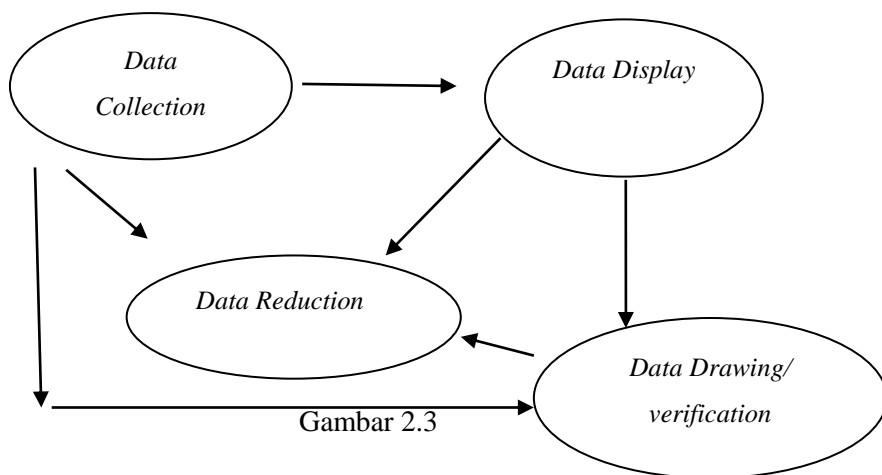 Data
Collection
Data Display
Data Reduction
Data Drawing/
verification
Gambar 2.3